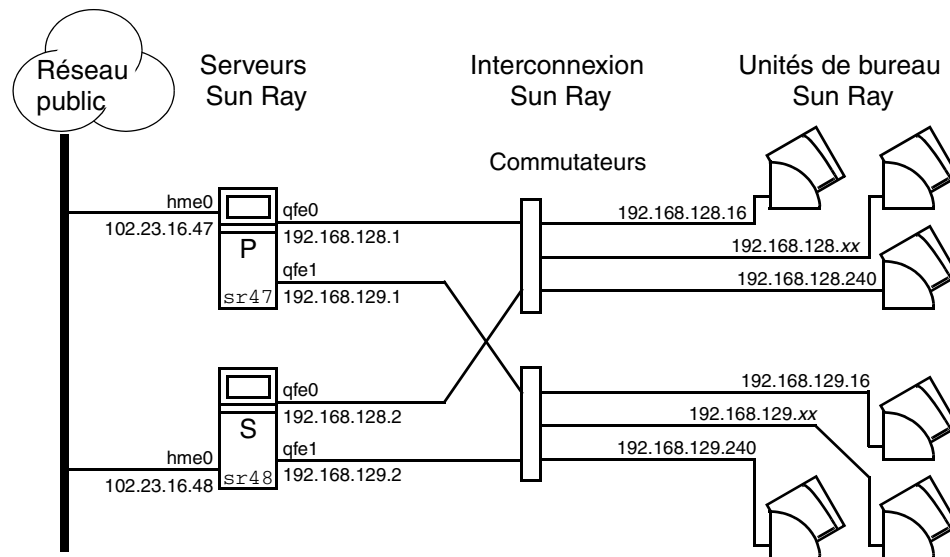 Réseau
public
Serveurs
Sun Ray
Interconnexion
Sun Ray
Unités de bureau
Sun Ray
Commutateurs
hme0
102.23.16.47
P
sr47
qfe0
192.168.128.1
qfe1
192.168.129.1
192.168.128.16
192.168.128.xx
192.168.128.240
hme0
102.23.16.48
S
sr48
qfe0
192.168.128.2
qfe1
192.168.129.2
192.168.129.16
192.168.129.xx
192.168.129.240